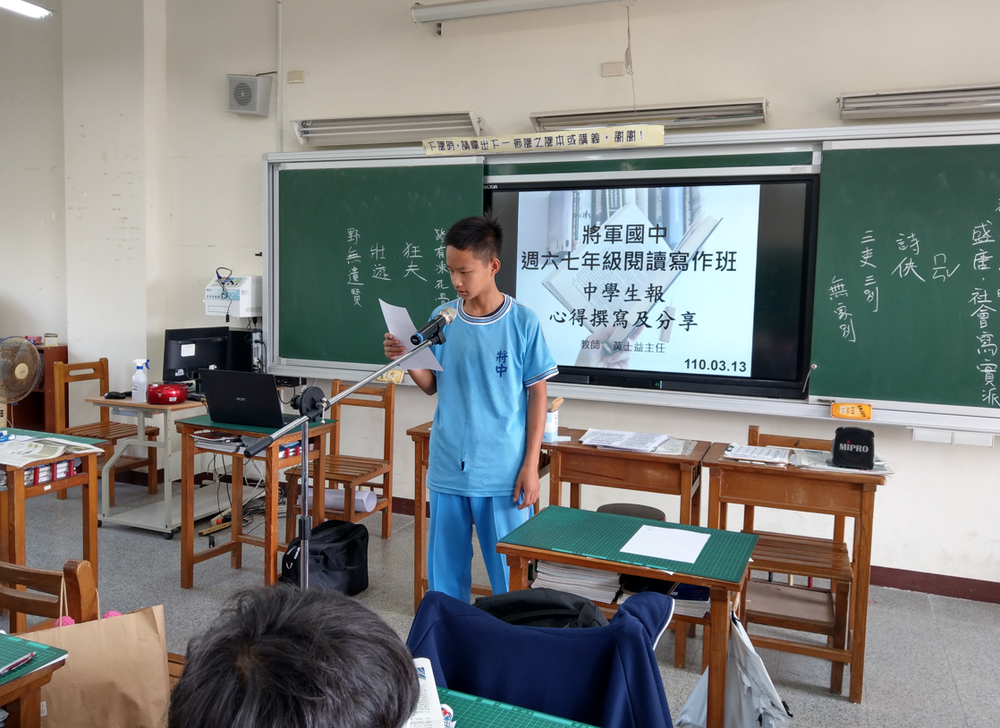 下課時，請拿出下一節課之課本或講義，謝謝！
將軍國中
週六七年級閱讀寫作班
中學生報
心得撰寫及分享
教師：黃士益主任
110.03.13
狂夫
壯遊
野無遺賢
盛唐，社會寫實派
詩俠
三吏三別
無家別
將中
acer
MIPRO